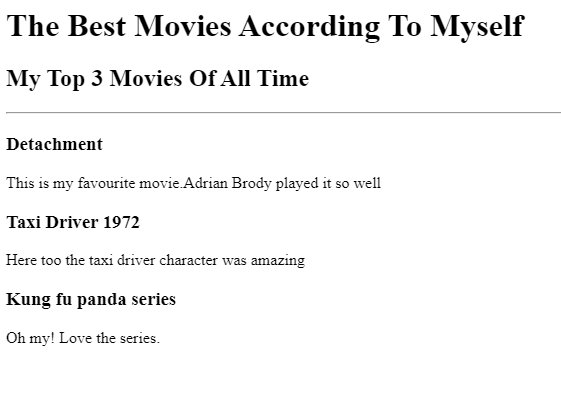 The Best Movies According To Myself
My Top 3 Movies Of All Time
Detachment
This is my favourite movie.Adrian Brody played it so well
Taxi Driver 1972
Here too the taxi driver character was amazing
Kung fu panda series
Oh my! Love the series.